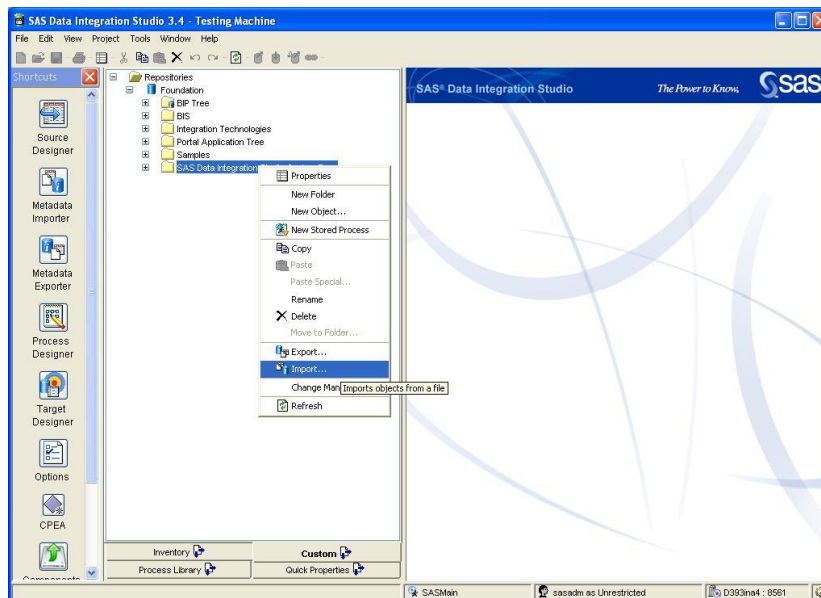 SAS Data Integration Studio 3.4 - Testing Machine
File Edit View Project Tools Window Help
Shortcuts
Source Designer
Metadata Importer
Metadata Exporter
Process Designer
Target Designer
Options
CPEA
Repositories
Foundation
BIP Tree
BIS
Integration Technologies
Portal Application Tree
Samples
SAS Data Integration
Properties
New Folder
New Object...
New Stored Process
Copy
Paste
Paste Special...
Rename
Delete
Move to Folder...
Export...
Import...
Change Man
Imports objects from a file
Refresh
Inventory
Custom
Process Library
Quick Properties
SAS® Data Integration Studio
The Power to Know.
sas
SASMain
sasadm as Unrestricted
D393ina4 : 8561